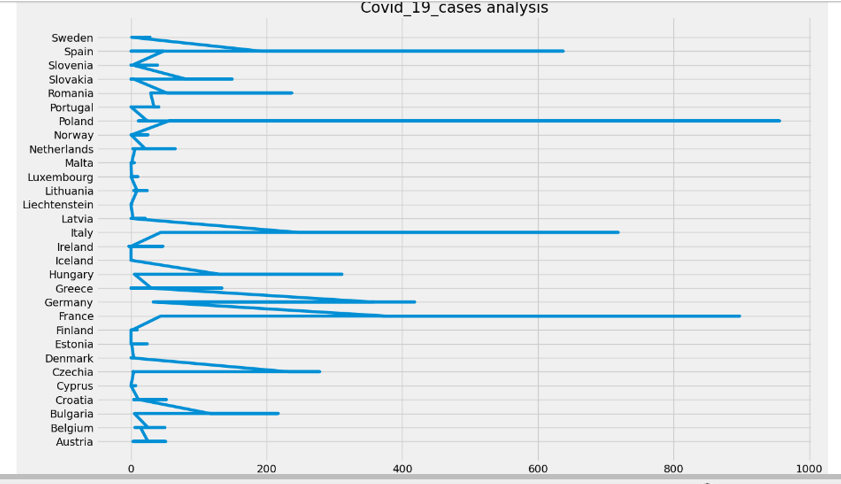 Covid_19_cases analysis
Sweden
Spain
Slovenia
Slovakia
Romania
Portugal
Poland
Norway
Netherlands
Malta
Luxembourg
Lithuania
Liechtenstein
Latvia
Italy
Ireland
Iceland
Hungary
Greece
Germany
France
Finland
Estonia
Denmark
Czechia
Cyprus
Croatia
Bulgaria
Belgium
Austria
0 200 400 600 800 1000